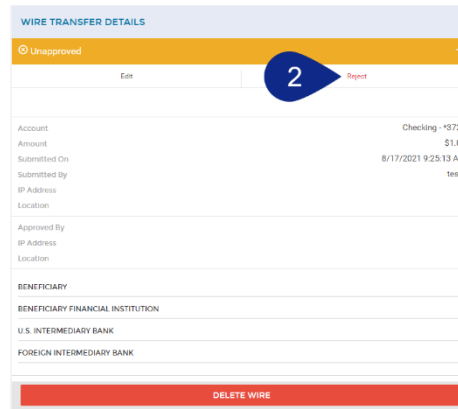 WIRE TRANSFER DETAILS
Unapproved
Edit 2 Reject
Account Checking - *37
Amount $1.
Submitted On 8/17/2021 9:25:13 A
Submitted By tes
IP Address
Location
Approved By
IP Address
Location
BENEFICIARY
BENEFICIARY FINANCIAL INSTITUTION
U.S. INTERMEDIARY BANK
FOREIGN INTERMEDIARY BANK
DELETE WIRE